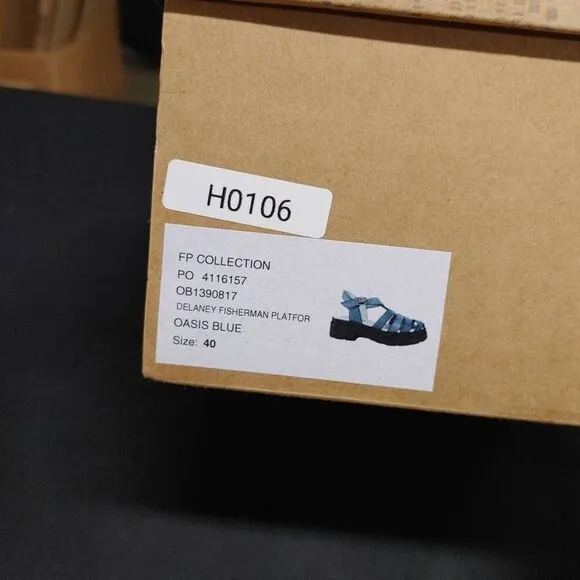 H0106
FP COLLECTION
PO 4116157
OB1390817
DELANEY FISHERMAN PLATFOR
OASIS BLUE
Size: 40